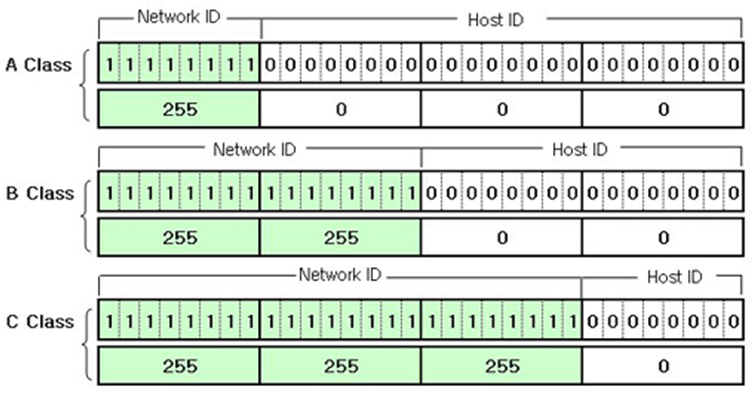 Network ID Host ID
A Class 1 1 1 1 1 1 1 1 0 0 0 0 0 0 0 0 0 0 0 0 0 0 0 0 0 0 0 0 0 0 0 0
255 0 0 0
Network ID Host ID
B Class 1 1 1 1 1 1 1 1 1 1 1 1 1 1 1 1 0 0 0 0 0 0 0 0 0 0 0 0 0 0 0 0
255 255 0 0
Network ID Host ID
C Class 1 1 1 1 1 1 1 1 1 1 1 1 1 1 1 1 1 1 1 1 1 1 1 1 0 0 0 0 0 0 0 0
255 255 255 0